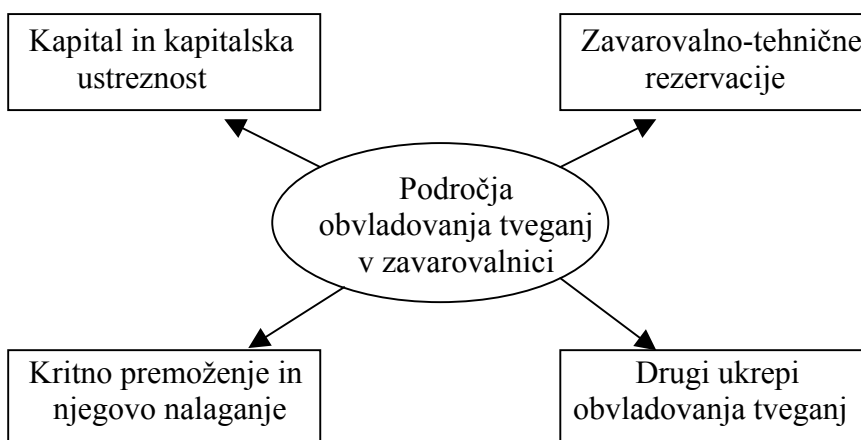 Kapital in kapitalska
ustreznost
Zavarovalno-tehnične
rezervacije
Področja
obvladovanja tveganj
v zavarovalnici
Kritno premoženje in
njegovo nalaganje
Drugi ukrepi
obvladovanja tveganj